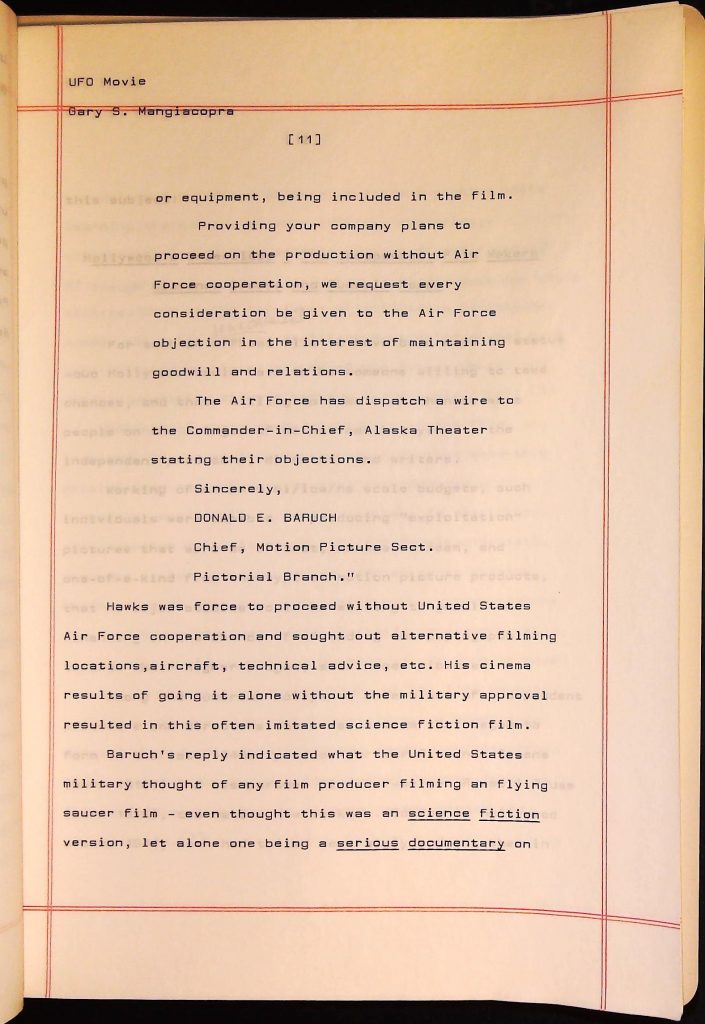 UFO Movie
Gary S. Mangiacopra
[11]
or equipment, being included in the film.
Providing your company plans to
proceed on the production without Air
Force cooperation, we request every
consideration be given to the Air Force
objection in the interest of maintaining
goodwill and relations.
The Air Force has dispatch a wire to
the Commander-in-Chief, Alaska Theater
stating their objections.
Sincerely,
DONALD E. BARUCH
Chief, Motion Picture Sect.
Pictorial Branch."
Hawks was force to proceed without United States
Air Force cooperation and sought out alternative filming
locations,aircraft, technical advice, etc. His cinema
results of going it alone without the military approval
resulted in this often imitated science fiction film.
Baruch's reply indicated what the United States
military thought of any film producer filming an flying
saucer film - even thought this was an science fiction
version, let alone one being a serious documentary on